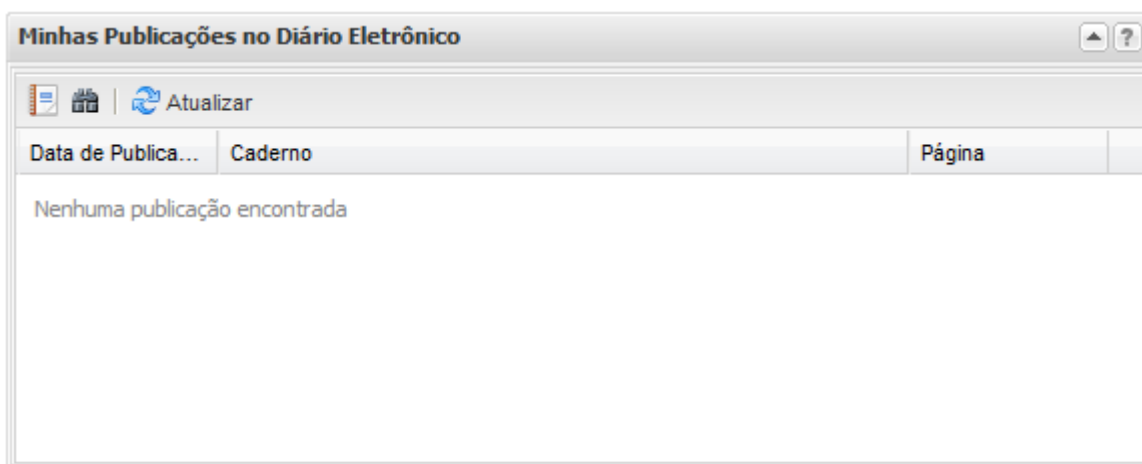 Minhas Publicações no Diário Eletrônico
?
Atualizar
Data de Publica... Caderno Página
Nenhuma publicação encontrada